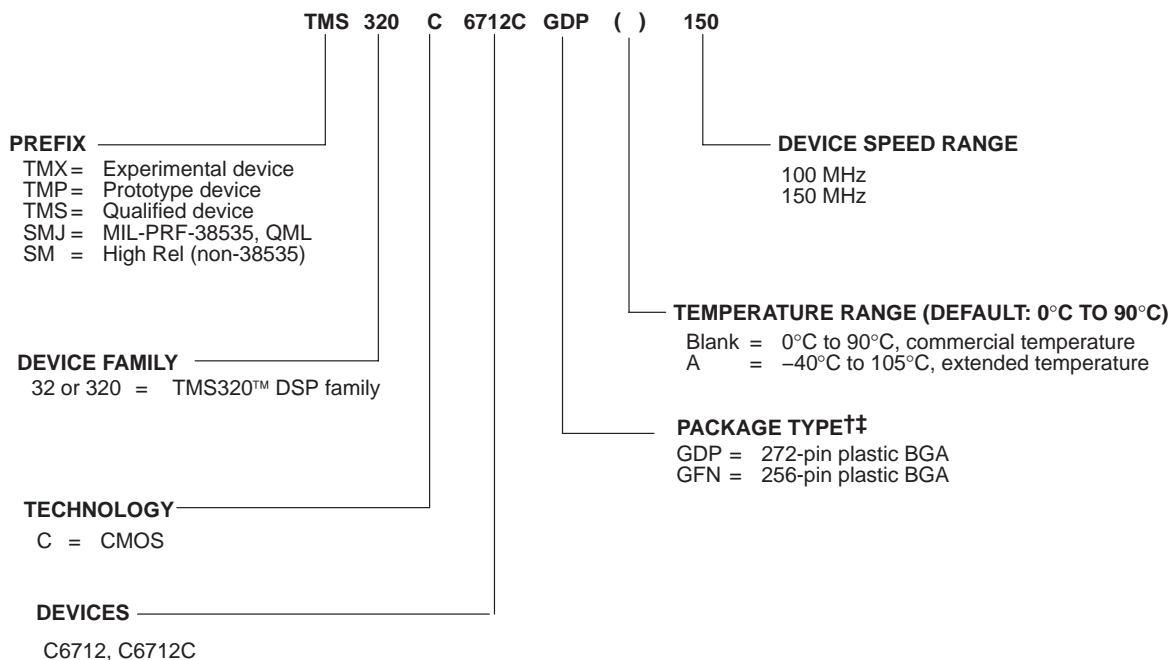 TMS 320 C 6712C GDP ( ) 150
PREFIX
TMX = Experimental device
TMP = Prototype device
TMS = Qualified device
SMJ = MIL-PRF-38535, QML
SM = High Rel (non-38535)
DEVICE SPEED RANGE
100 MHz
150 MHz
DEVICE FAMILY
32 or 320 = TMS320™ DSP family
TEMPERATURE RANGE (DEFAULT: 0°C TO 90°C)
Blank = 0°C to 90°C, commercial temperature
A = −40°C to 105°C, extended temperature
PACKAGE TYPE†‡
GDP = 272-pin plastic BGA
GFN = 256-pin plastic BGA
TECHNOLOGY
C = CMOS
DEVICES
C6712, C6712C